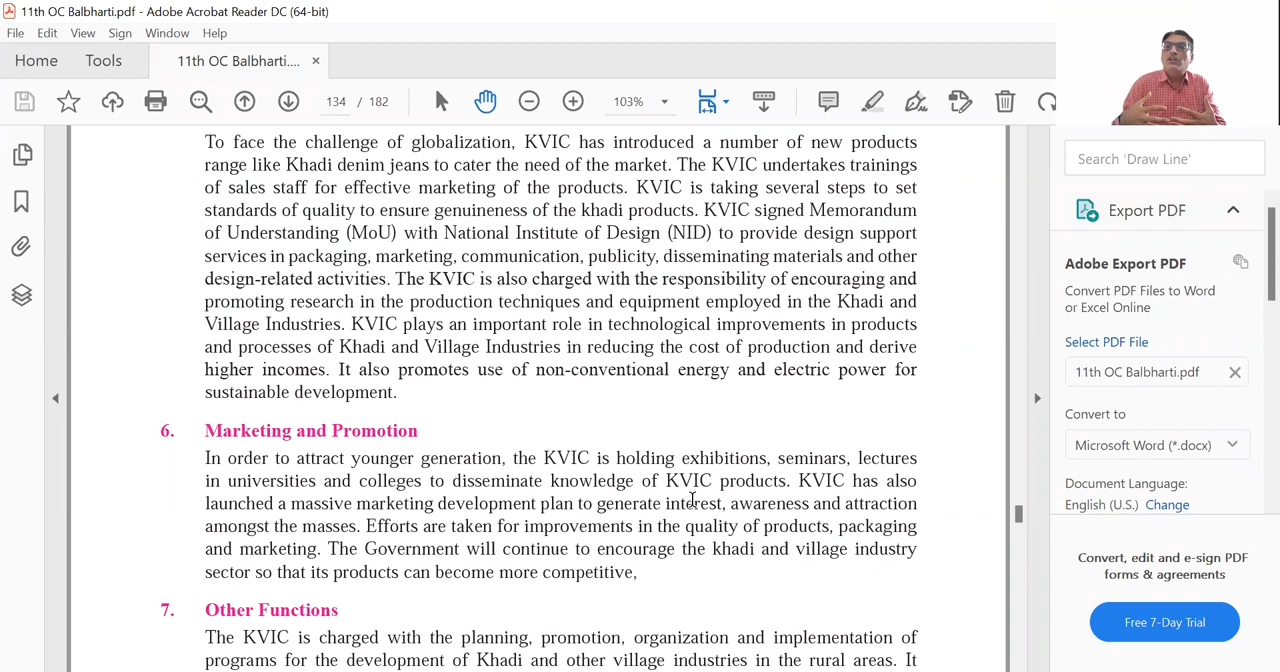 11th OC Balbharti.pdf - Adobe Acrobat Reader DC (64-bit)
File Edit View Sign Window Help
Home Tools 11th OC Balbharti.... ×
134 / 182 103%
To face the challenge of globalization, KVIC has introduced a number of new products
range like Khadi denim jeans to cater the need of the market. The KVIC undertakes trainings
of sales staff for effective marketing of the products. KVIC is taking several steps to set
standards of quality to ensure genuineness of the khadi products. KVIC signed Memorandum
of Understanding (MoU) with National Institute of Design (NID) to provide design support
services in packaging, marketing, communication, publicity, disseminating materials and other
design-related activities. The KVIC is also charged with the responsibility of encouraging and
promoting research in the production techniques and equipment employed in the Khadi and
Village Industries. KVIC plays an important role in technological improvements in products
and processes of Khadi and Village Industries in reducing the cost of production and derive
higher incomes. It also promotes use of non-conventional energy and electric power for
sustainable development.
6. Marketing and Promotion
In order to attract younger generation, the KVIC is holding exhibitions, seminars, lectures
in universities and colleges to disseminate knowledge of KVIC products. KVIC has also
launched a massive marketing development plan to generate interest, awareness and attraction
amongst the masses. Efforts are taken for improvements in the quality of products, packaging
and marketing. The Government will continue to encourage the khadi and village industry
sector so that its products can become more competitive,
7. Other Functions
The KVIC is charged with the planning, promotion, organization and implementation of
programs for the development of Khadi and other village industries in the rural areas. It
Search 'Draw Line'
Export PDF
Adobe Export PDF
Convert PDF Files to Word
or Excel Online
Select PDF File
11th OC Balbharti.pdf
Convert to
Microsoft Word (*.docx)
Document Language:
English (U.S.) Change
Convert, edit and e-sign PDF
forms & agreements
Free 7-Day Trial